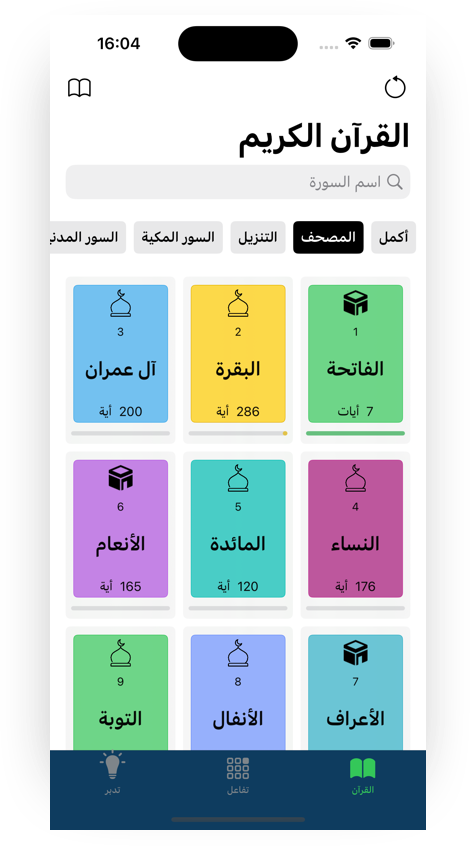 16:04
القرآن الكريم
اسم السورة
أكمل المصحف التنزيل السور المكية السور المدني
1 2 3
الفاتحة البقرة آل عمران
7 أيات 286 أية 200 أية
4 5 6
النساء المائدة الأنعام
176 أية 120 أية 165 أية
7 8 9
الأعراف الأنفال التوبة
القرآن تفاعل تدبر